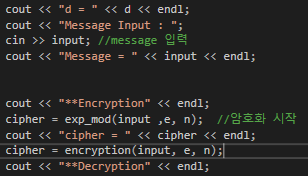 cout << "d = " << d << endl;
cout << "Message Input : ";
cin >> input; //message 입력
cout << "Message = " << input << endl;
cout << "**Encryption" << endl;
cipher = exp_mod(input ,e, n);  //암호화 시작
cout << "cipher = " << cipher << endl;
cipher = encryption(input, e, n);
cout << "**Decryption" << endl;